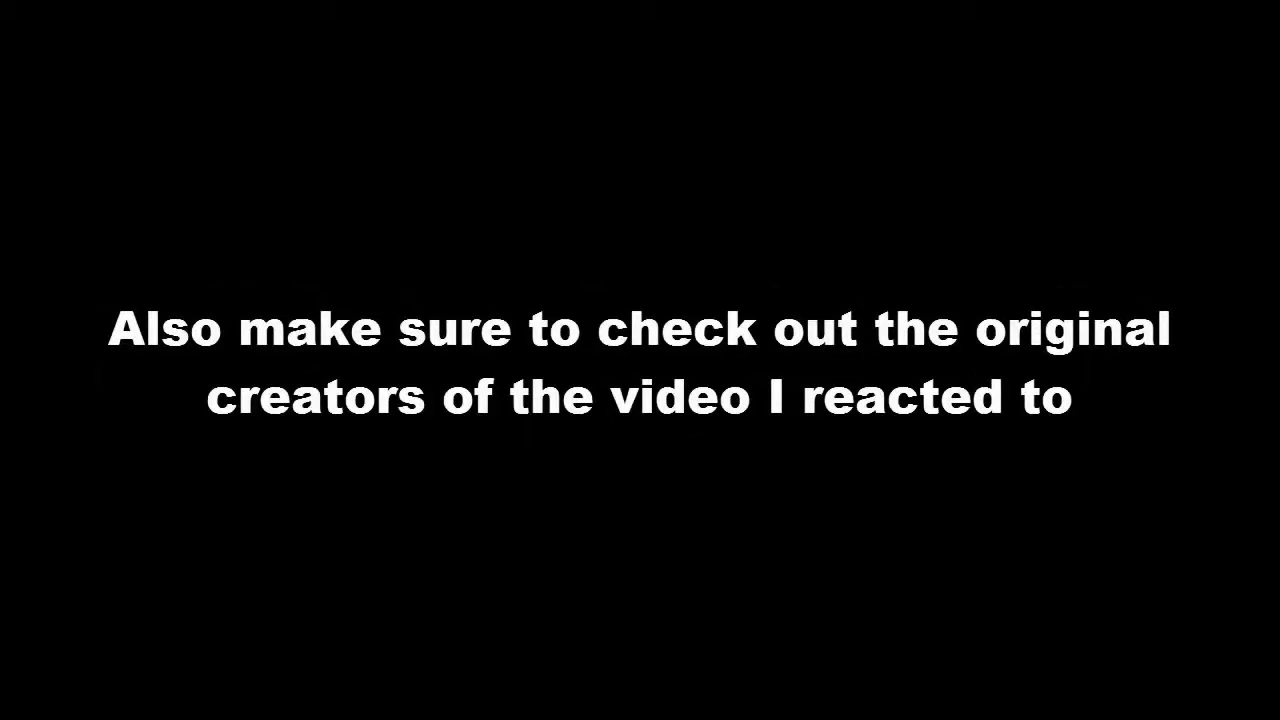 Also make sure to check out the original
creators of the video I reacted to